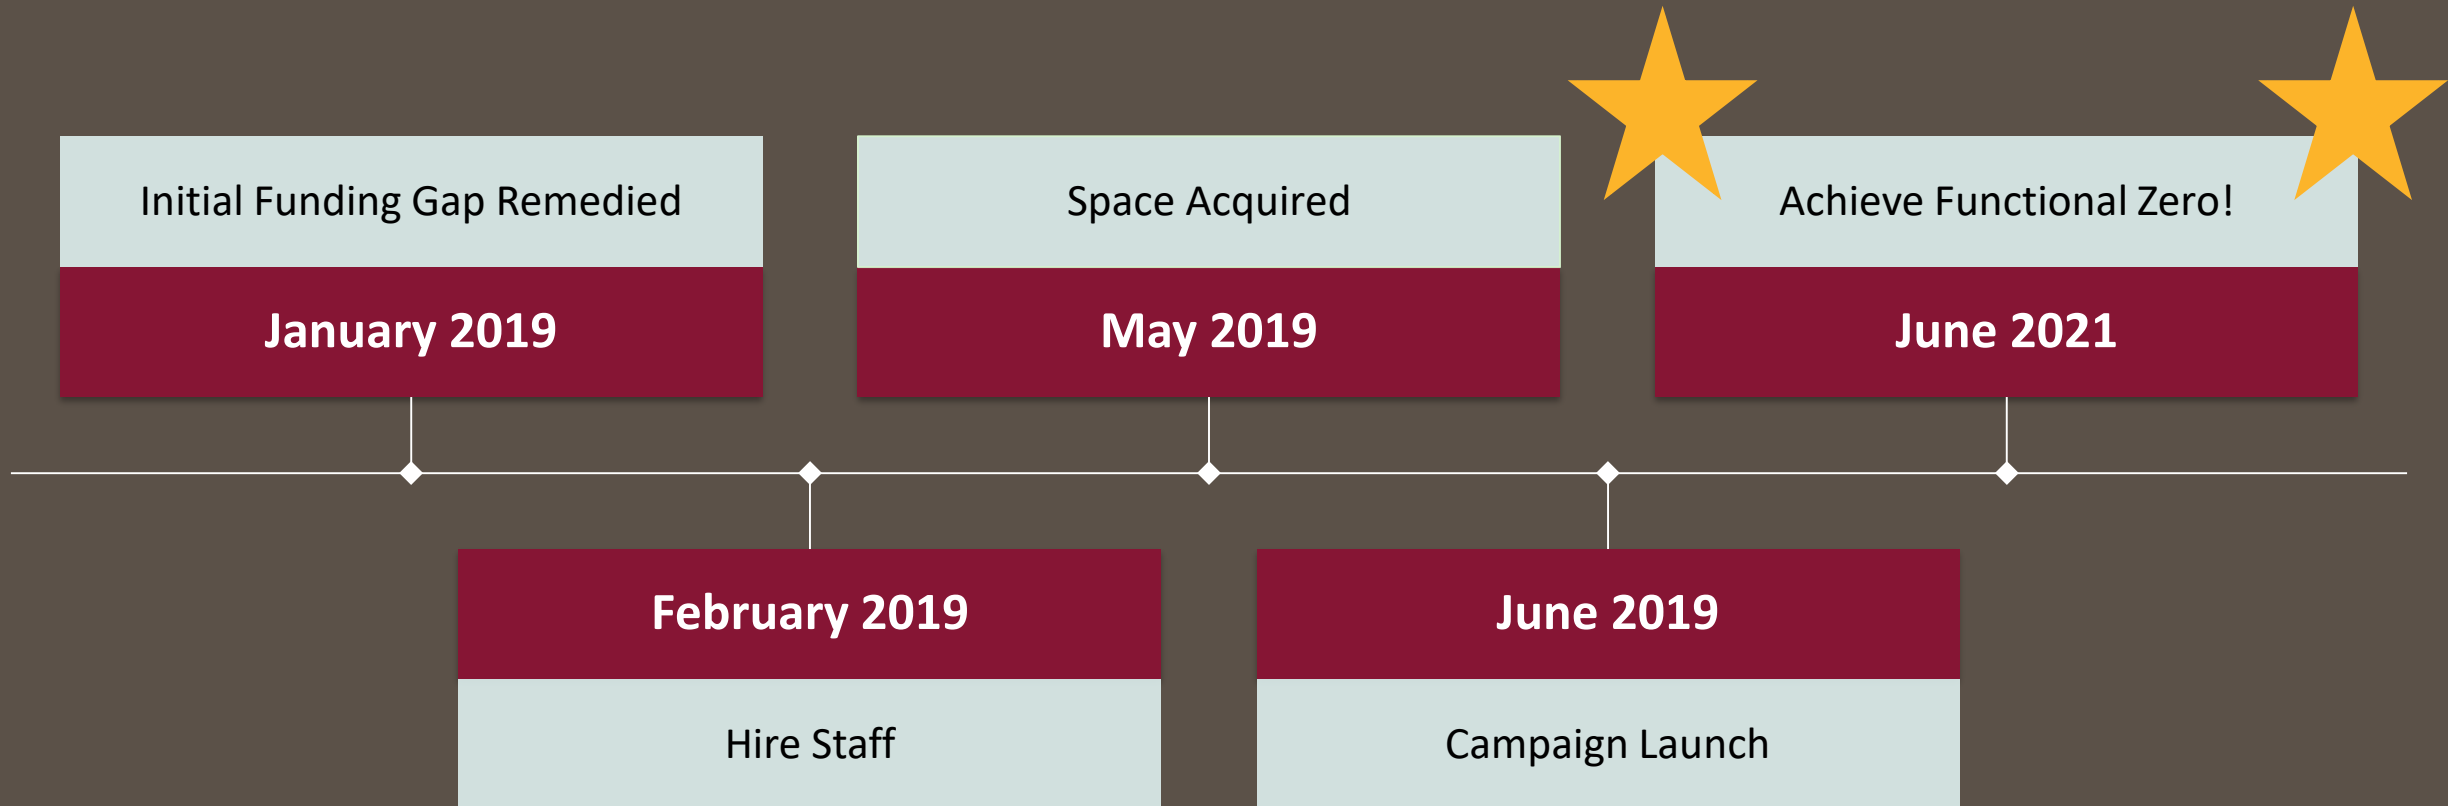 Initial Funding Gap Remedied
January 2019
Space Acquired
May 2019
Achieve Functional Zero!
June 2021
February 2019
Hire Staff
June 2019
Campaign Launch